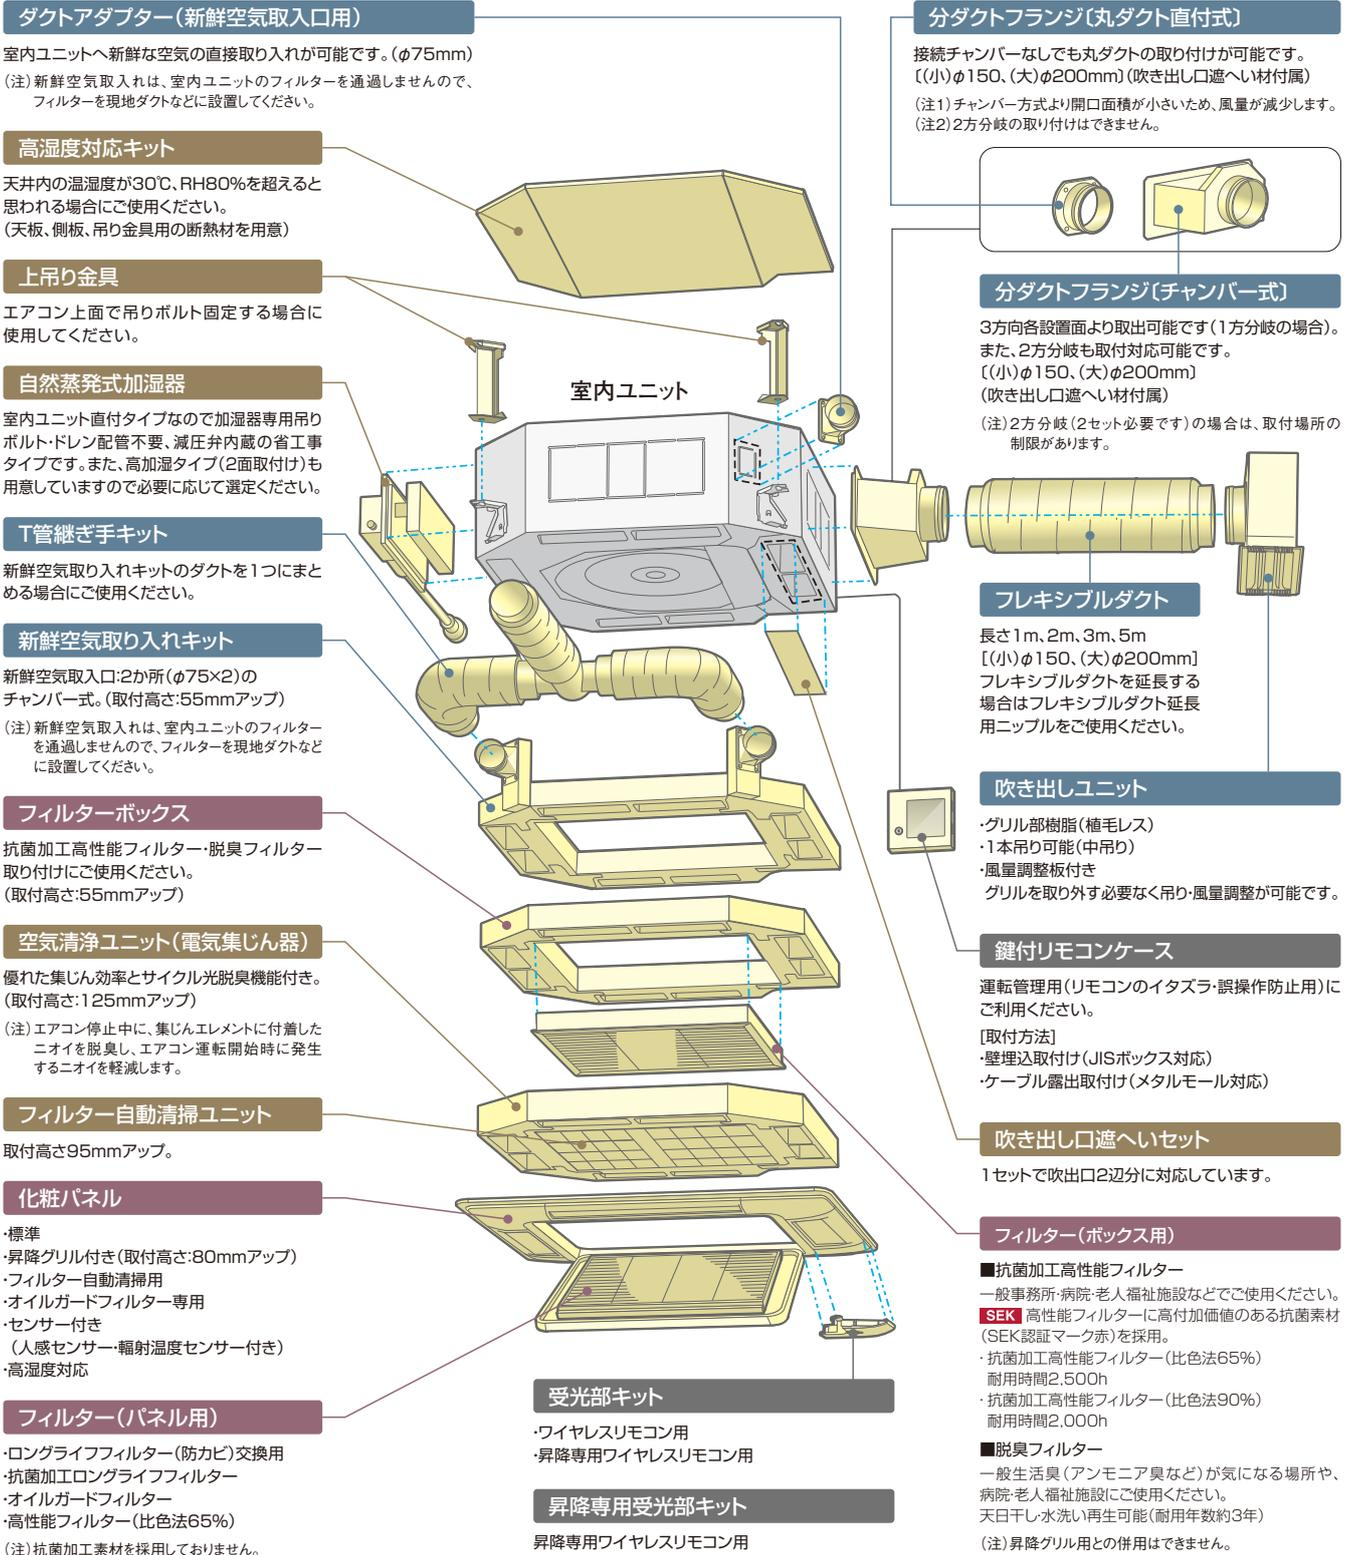 ダクトアダプター(新鮮空気取入口用)
室内ユニットへ新鮮な空気の直接取り入れが可能です。(φ75mm)
(注)新鮮空気取入れは、室内ユニットのフィルターを通過しませんので、
フィルターを現地ダクトなどに設置してください。
高湿度対応キット
天井内の温湿度が30℃、RH80%を超えると
思われる場合にご使用ください。
(天板、側板、吊り金具用の断熱材を用意)
上吊り金具
エアコン上面で吊りボルト固定する場合に
使用してください。
自然蒸発式加湿器
室内ユニット直付タイプなので加湿器専用吊り
ボルト・ドレン配管不要、減圧弁内蔵の省工事
タイプです。また、高加湿タイプ(2面取付け)も
用意していますので必要に応じて選定ください。
T管継ぎ手キット
新鮮空気取り入れキットのダクトを1つにまと
める場合にご使用ください。
新鮮空気取り入れキット
新鮮空気取入口:2か所(φ75×2)の
チャンバー式。(取付高さ:55mmアップ)
(注)新鮮空気取入れは、室内ユニットのフィルター
を通過しませんので、フィルターを現地ダクトなど
に設置してください。
フィルターボックス
抗菌加工高性能フィルター・脱臭フィルター
取り付けにご使用ください。
(取付高さ:55mmアップ)
空気清浄ユニット(電気集じん器)
優れた集じん効率とサイクル光脱臭機能付き。
(取付高さ:125mmアップ)
(注)エアコン停止中に、集じんエレメントに付着した
ニオイを脱臭し、エアコン運転開始時に発生
するニオイを軽減します。
フィルター自動清掃ユニット
取付高さ95mmアップ。
化粧パネル
・標準
・昇降グリル付き(取付高さ:80mmアップ)
・フィルター自動清掃用
・オイルガードフィルター専用
・センサー付き
(人感センサー・輻射温度センサー付き)
・高湿度対応
フィルター(パネル用)
・ロングライフフィルター(防カビ)交換用
・抗菌加工ロングライフフィルター
・オイルガードフィルター
・高性能フィルター(比色法65%)
(注)抗菌加工素材を採用しておりません。
室内ユニット
受光部キット
・ワイヤレスリモコン用
・昇降専用ワイヤレスリモコン用
昇降専用受光部キット
昇降専用ワイヤレスリモコン用
分ダクトフランジ〔丸ダクト直付式〕
接続チャンバーなしでも丸ダクトの取り付けが可能です。
〔(小)φ150、(大)φ200mm〕(吹き出し口遮へい材付属)
(注1)チャンバー方式より開口面積が小さいため、風量が減少します。
(注2)2方分岐の取り付けはできません。
分ダクトフランジ〔チャンバー式〕
3方向各設置面より取出可能です(1方分岐の場合)。
また、2方分岐も取付対応可能です。
〔(小)φ150、(大)φ200mm〕
(吹き出し口遮へい材付属)
(注)2方分岐(2セット必要です)の場合は、取付場所の
制限があります。
フレキシブルダクト
長さ1m、2m、3m、5m
[(小)φ150、(大)φ200mm]
フレキシブルダクトを延長する
場合はフレキシブルダクト延長
用ニップルをご使用ください。
吹き出しユニット
・グリル部樹脂(植毛レス)
・1本吊り可能(中吊り)
・風量調整板付き
グリルを取り外す必要なく吊り・風量調整が可能です。
鍵付リモコンケース
運転管理用(リモコンのイタズラ・誤操作防止用)に
ご利用ください。
[取付方法]
・壁埋込取付け(JISボックス対応)
・ケーブル露出取付け(メタルモール対応)
吹き出し口遮へいセット
1セットで吹出口2辺分に対応しています。
フィルター(ボックス用)
■抗菌加工高性能フィルター
一般事務所・病院・老人福祉施設などでご使用ください。
SEK 高性能フィルターに高付加価値のある抗菌素材
(SEK認証マーク赤)を採用。
・抗菌加工高性能フィルター(比色法65%)
耐用時間2,500h
・抗菌加工高性能フィルター(比色法90%)
耐用時間2,000h
■脱臭フィルター
一般生活臭(アンモニア臭など)が気になる場所や、
病院・老人福祉施設にご使用ください。
天日干し・水洗い再生可能(耐用年数約3年)
(注)昇降グリル用との併用はできません。